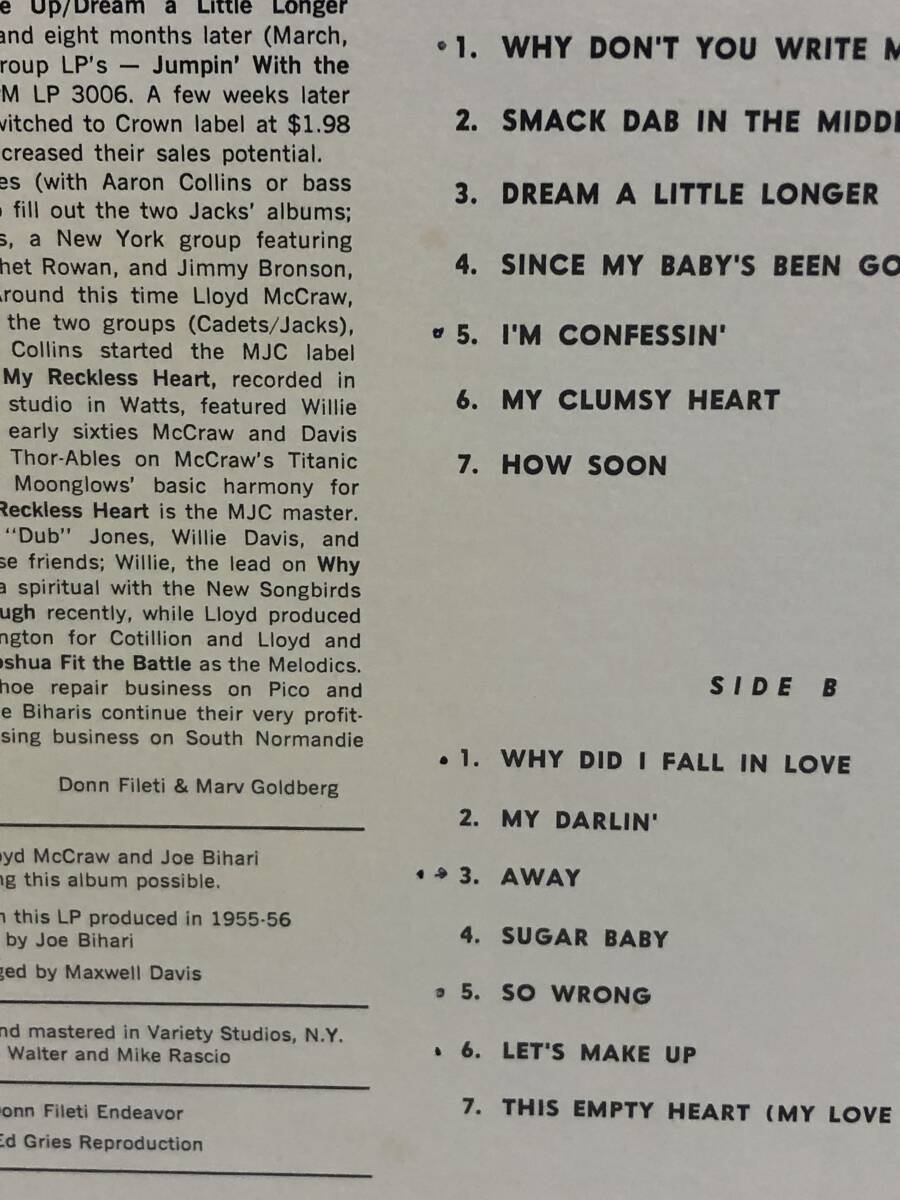 e Up/Dream a Little Longer
and eight months later (March,
roup LP's — Jumpin' With the
M LP 3006. A few weeks later
witched to Crown label at $1.98
creased their sales potential.
es (with Aaron Collins or bass
fill out the two Jacks' albums;
s, a New York group featuring
het Rowan, and Jimmy Bronson,
Around this time Lloyd McCraw,
the two groups (Cadets/Jacks),
Collins started the MJC label
My Reckless Heart, recorded in
studio in Watts, featured Willie
early sixties McCraw and Davis
Thor-Ables on McCraw's Titanic
Moonglows' basic harmony for
Reckless Heart is the MJC master.
"Dub" Jones, Willie Davis, and
se friends; Willie, the lead on Why
a spiritual with the New Songbirds
ugh recently, while Lloyd produced
ngton for Cotillion and Lloyd and
oshua Fit the Battle as the Melodics.
hoe repair business on Pico and
e Biharis continue their very profit-
sing business on South Normandie
Donn Fileti & Marv Goldberg
oyd McCraw and Joe Bihari
ng this album possible.
n this LP produced in 1955-56
by Joe Bihari
ged by Maxwell Davis
nd mastered in Variety Studios, N.Y.
Walter and Mike Rascio
onn Fileti Endeavor
Ed Gries Reproduction
1. WHY DON'T YOU WRITE M
2. SMACK DAB IN THE MIDDL
3. DREAM A LITTLE LONGER
4. SINCE MY BABY'S BEEN GO
5. I'M CONFESSIN'
6. MY CLUMSY HEART
7. HOW SOON
SIDE B
1. WHY DID I FALL IN LOVE
2. MY DARLIN'
3. AWAY
4. SUGAR BABY
5. SO WRONG
6. LET'S MAKE UP
7. THIS EMPTY HEART (MY LOVE